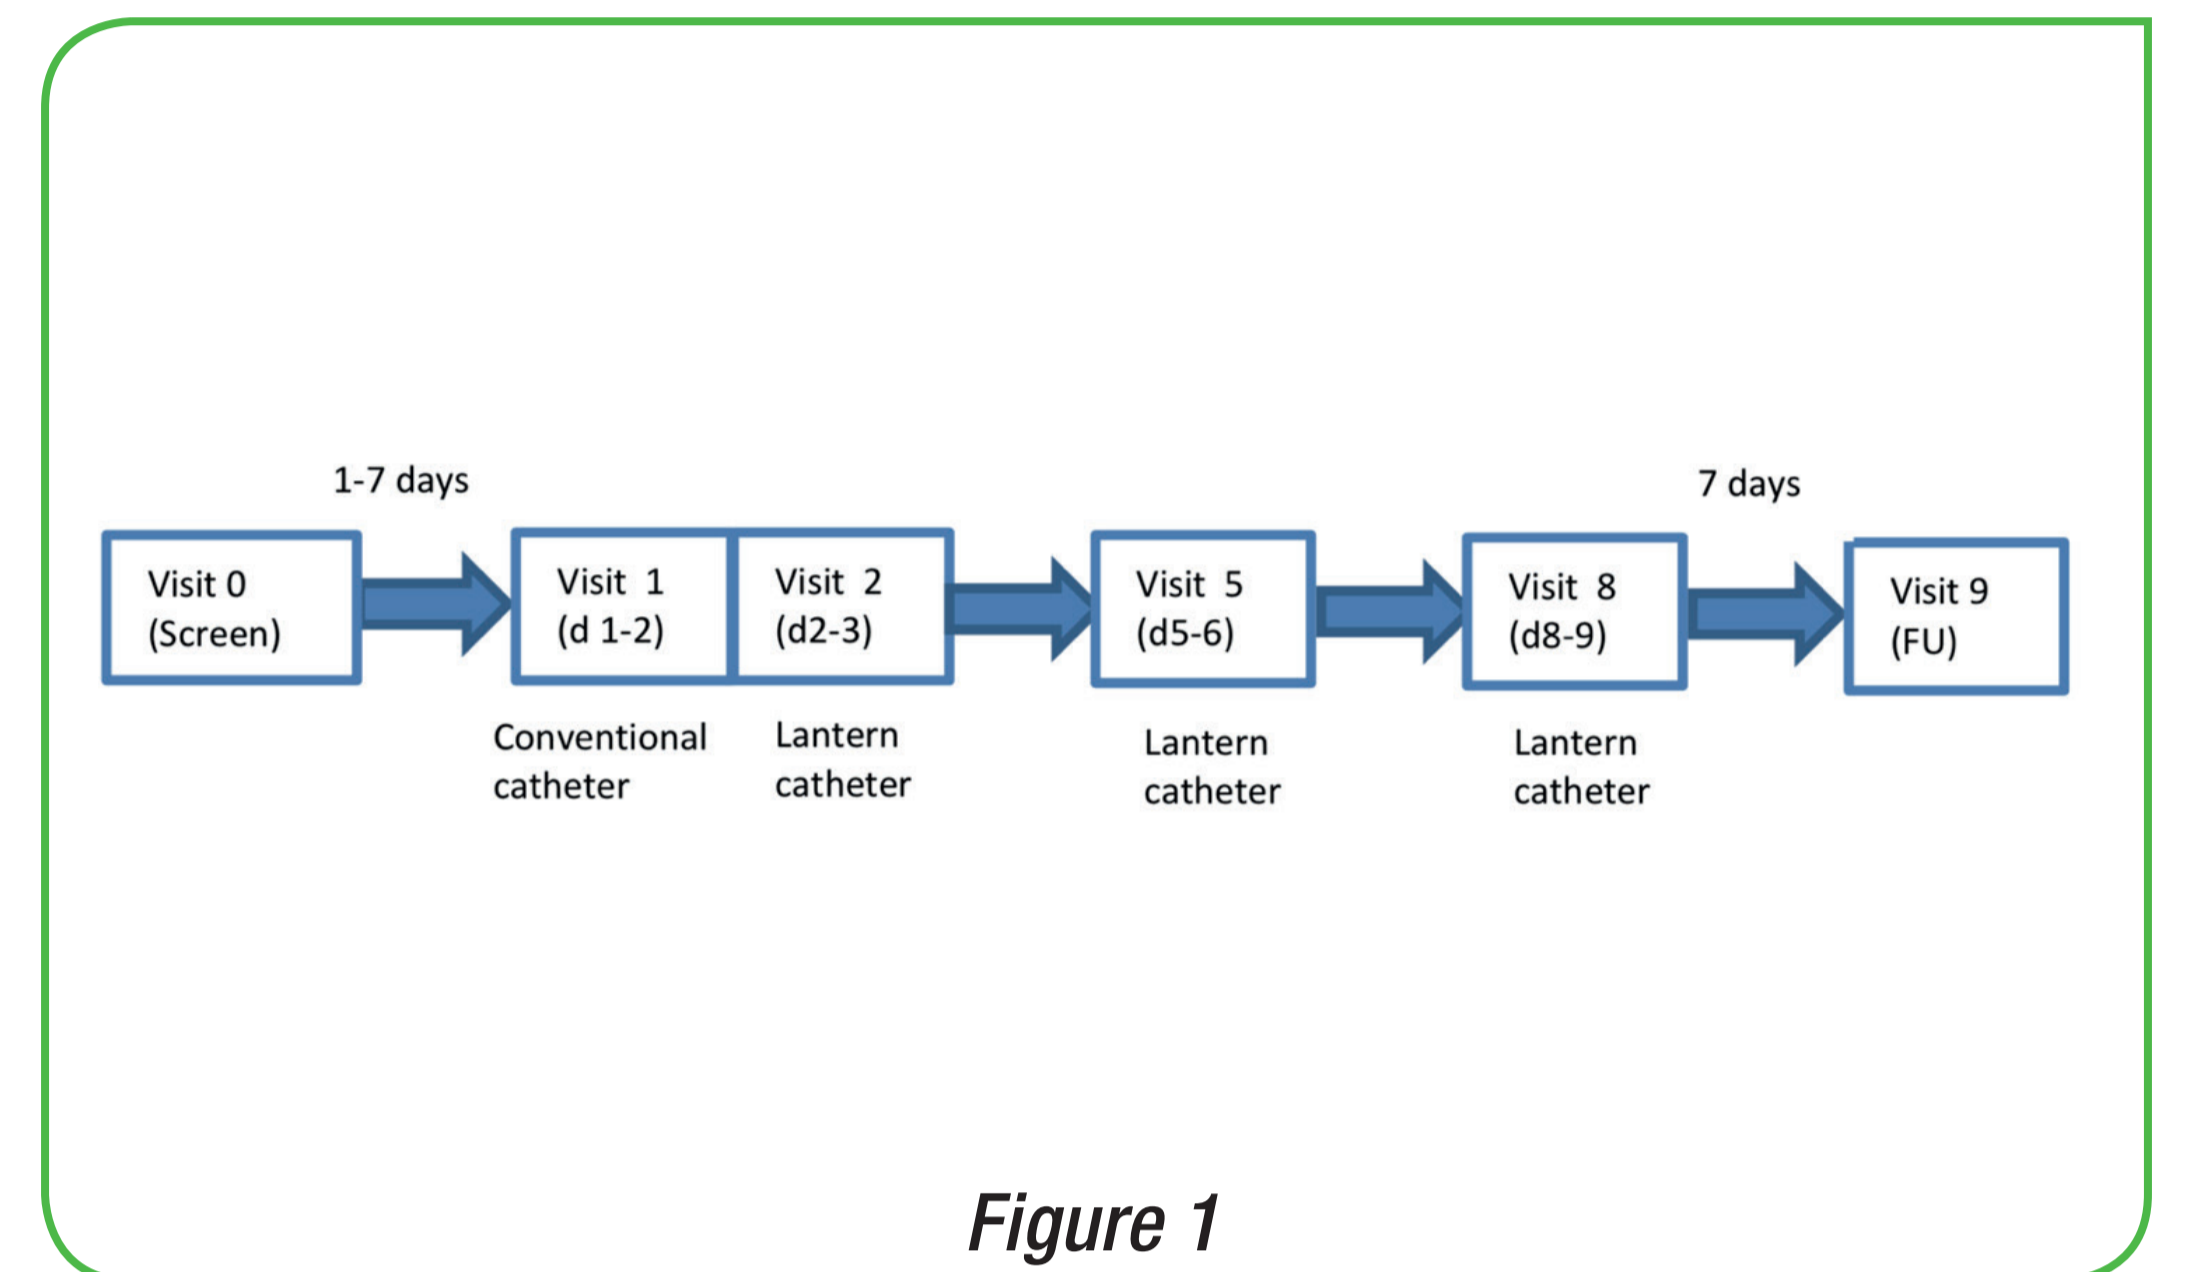 1-7 days
7 days
Visit 0
(Screen)
Visit 1
(d 1-2)
Visit 2
(d2-3)
Visit 5
(d5-6)
Visit 8
(d8-9)
Visit 9
(FU)
Conventional
catheter
Lantern
catheter
Lantern
catheter
Lantern
catheter
Figure 1